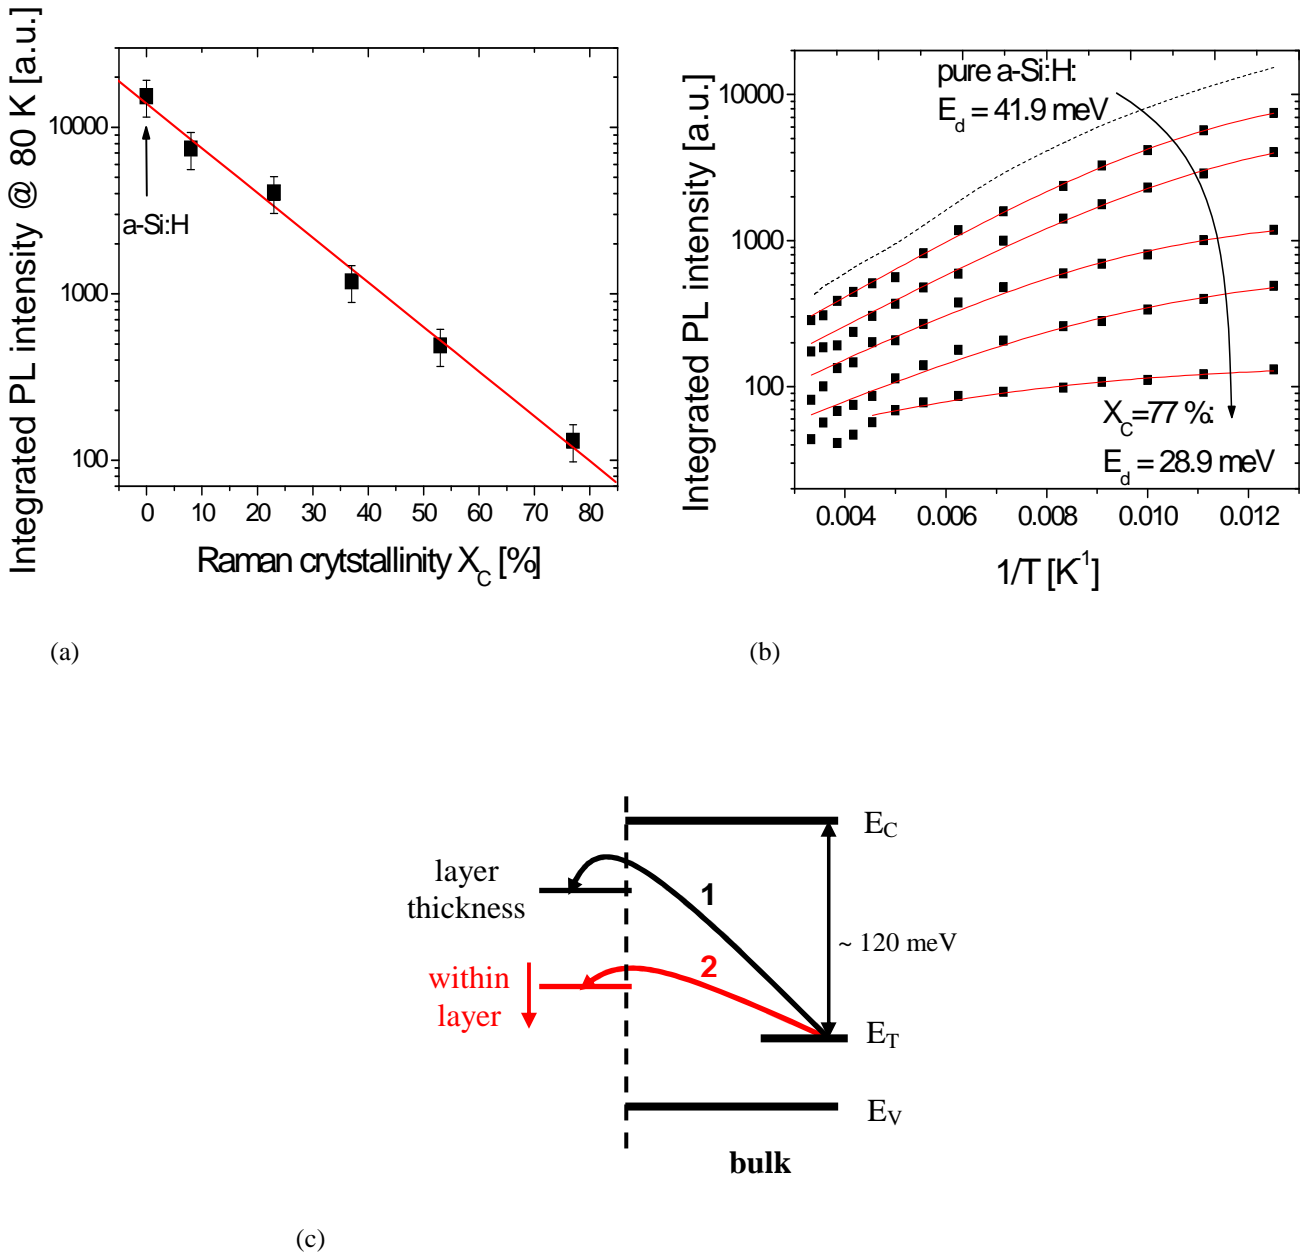 Integrated PL intensity @ 80 K [a.u.]
10000
1000
100
a-Si:H
0 10 20 30 40 50 60 70 80
Raman crytstallinity X_C [%]
(a)
Integrated PL intensity [a.u.]
10000
1000
100
pure a-Si:H:
E_d = 41.9 meV
X_C=77 %:
E_d = 28.9 meV
0.004 0.006 0.008 0.010 0.012
1/T [K⁻¹]
(b)
E_C
layer
thickness
1
~ 120 meV
2
within
layer
E_T
E_V
bulk
(c)